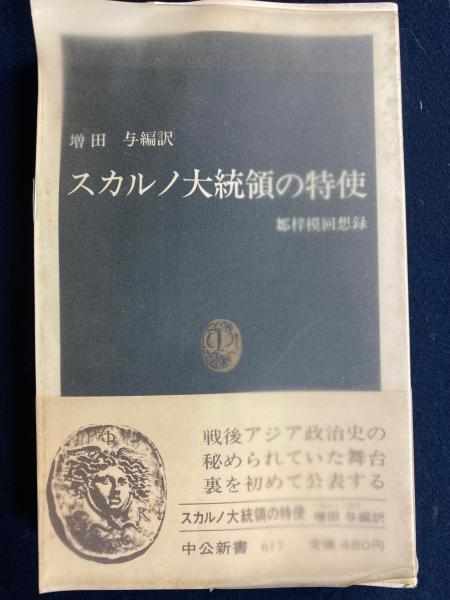 増田 与編訳
スカルノ大統領の特使
鄒梓模回想録
戦後アジア政治史の
秘められていた舞台
裏を初めて公表する
スカルノ大統領の特使 増田 与編訳
中公新書 617 定価 480円